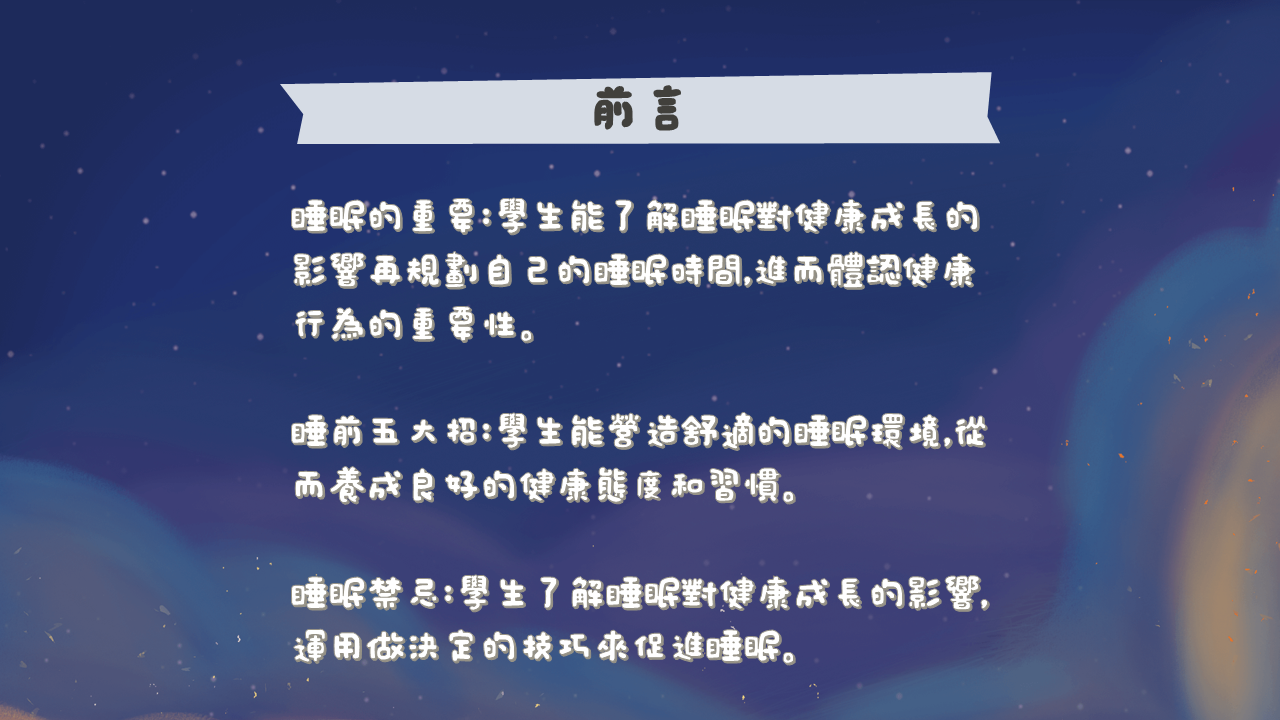 前言
睡眠的重要:學生能了解睡眠對健康成長的
影響再規劃自己的睡眠時間,進而體認健康
行為的重要性。
睡前五大招:學生能營造舒適的睡眠環境,從
而養成良好的健康態度和習慣。
睡眠禁忌:學生了解睡眠對健康成長的影響,
運用做決定的技巧來促進睡眠。